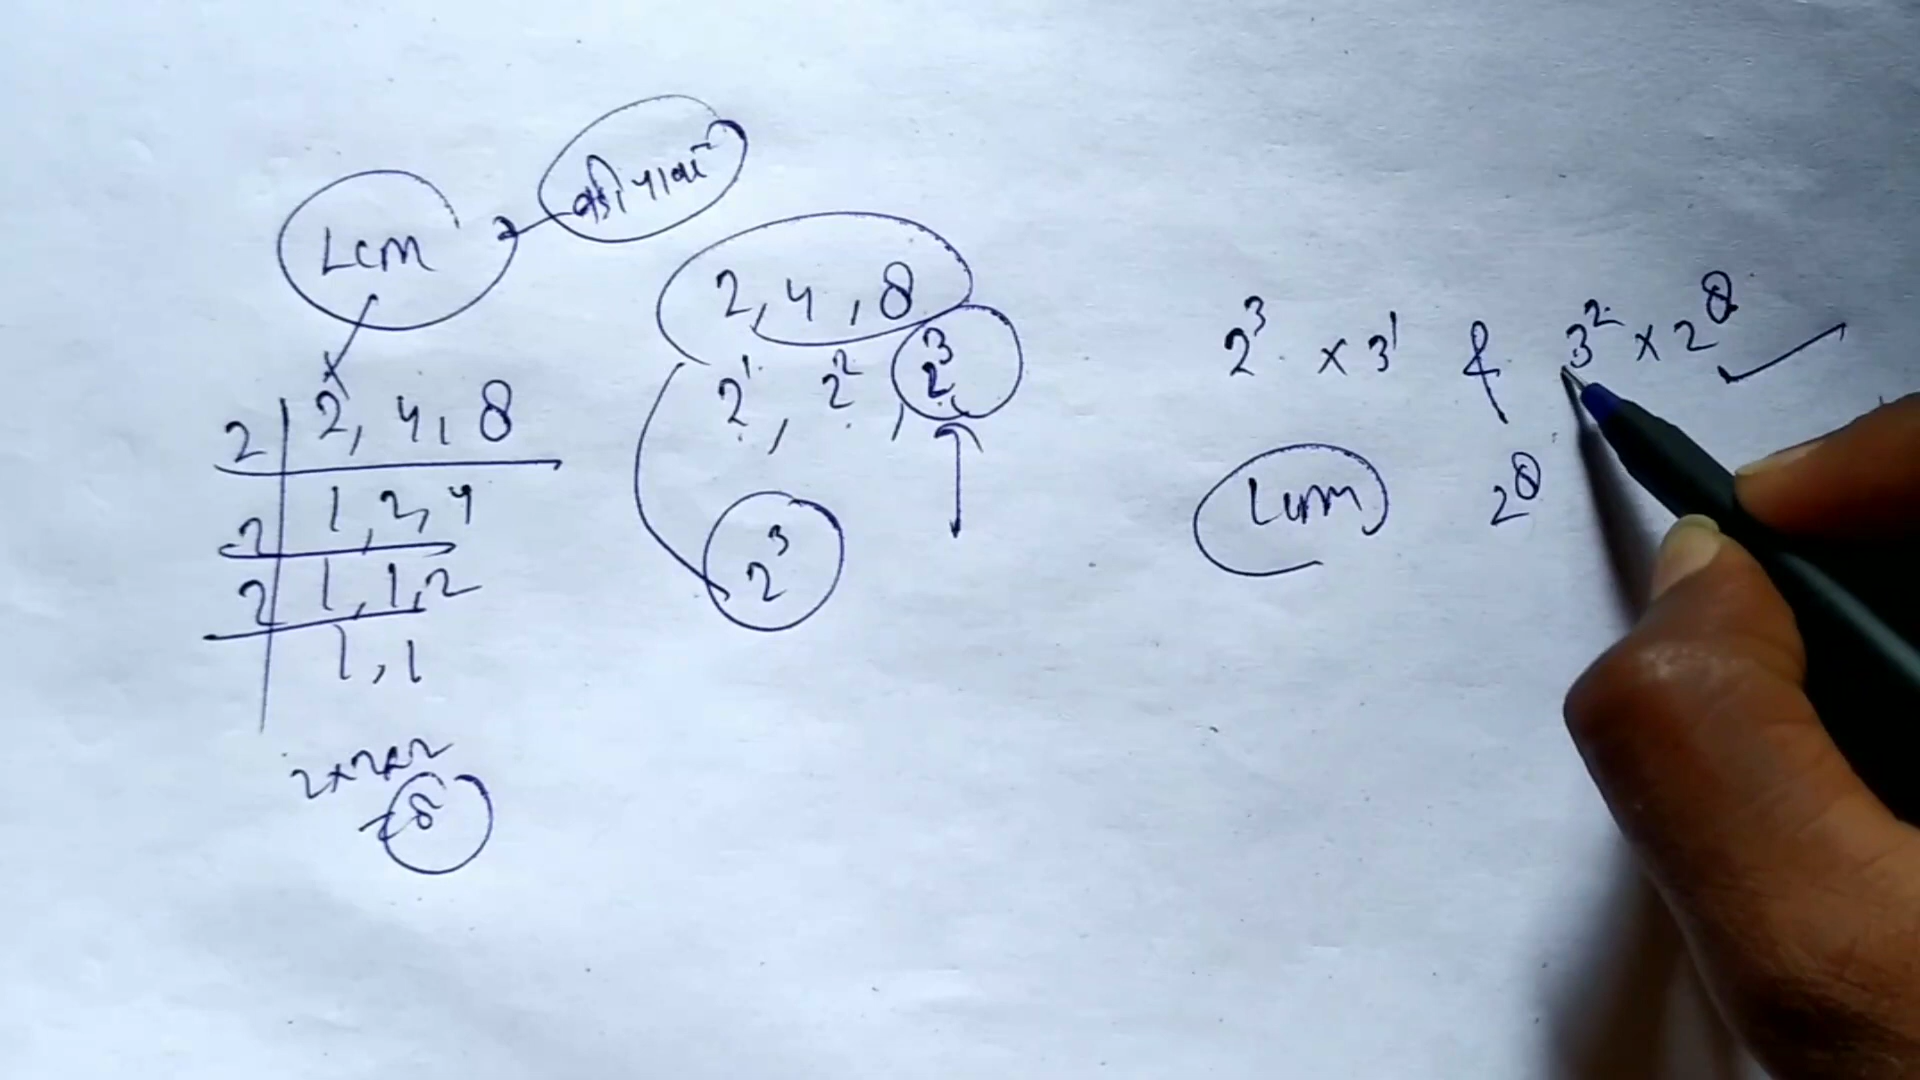 Lcm
2, 4, 8
2¹, 2², 2³
2³
2 | 2, 4, 8
2 | 1, 2, 4
2 | 1, 1, 2
1, 1
2×2×2
=8
2³ × 3¹ & 3² × 2⁸
Lcm 2⁸